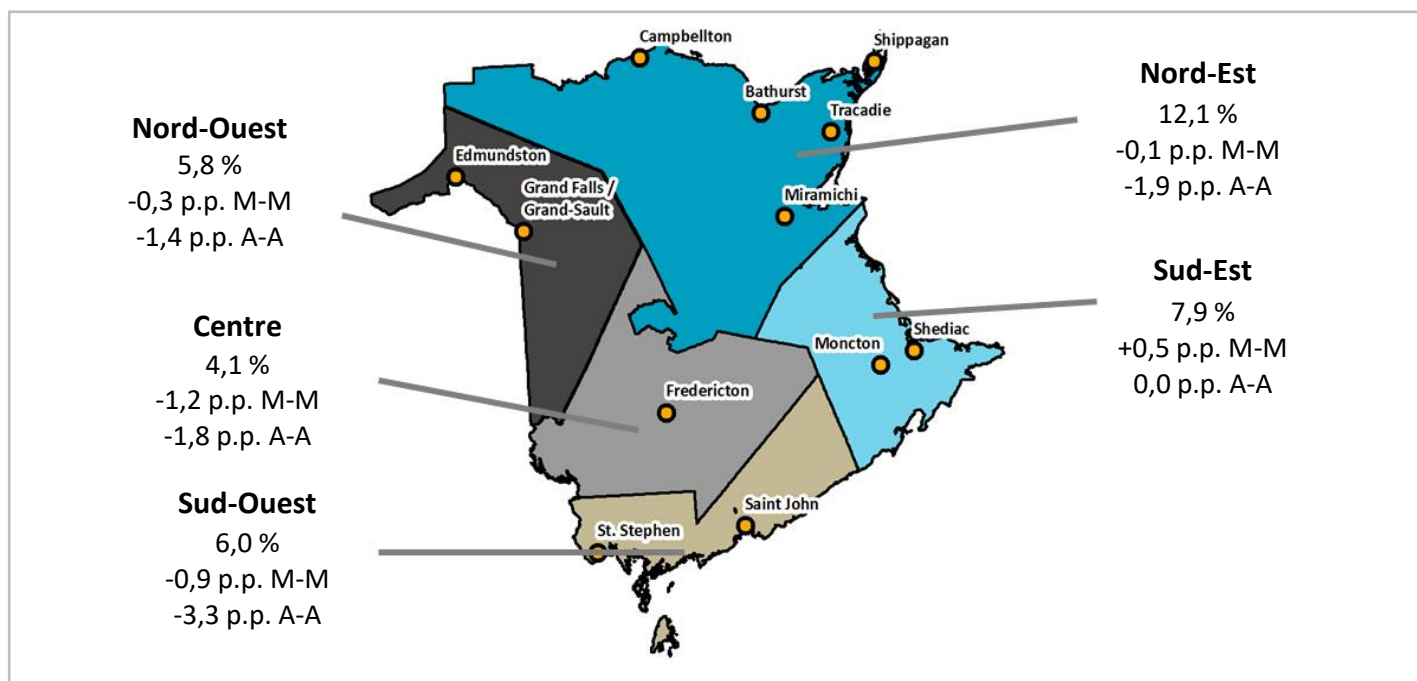 Nord-Ouest
5,8 %
-0,3 p.p. M-M
-1,4 p.p. A-A
Centre
4,1 %
-1,2 p.p. M-M
-1,8 p.p. A-A
Sud-Ouest
6,0 %
-0,9 p.p. M-M
-3,3 p.p. A-A
Campbellton
Shippagan
Bathurst
Tracadie
Edmundston
Grand Falls /
Grand-Sault
Miramichi
Moncton
Shediac
Fredericton
Saint John
St. Stephen
Nord-Est
12,1 %
-0,1 p.p. M-M
-1,9 p.p. A-A
Sud-Est
7,9 %
+0,5 p.p. M-M
0,0 p.p. A-A